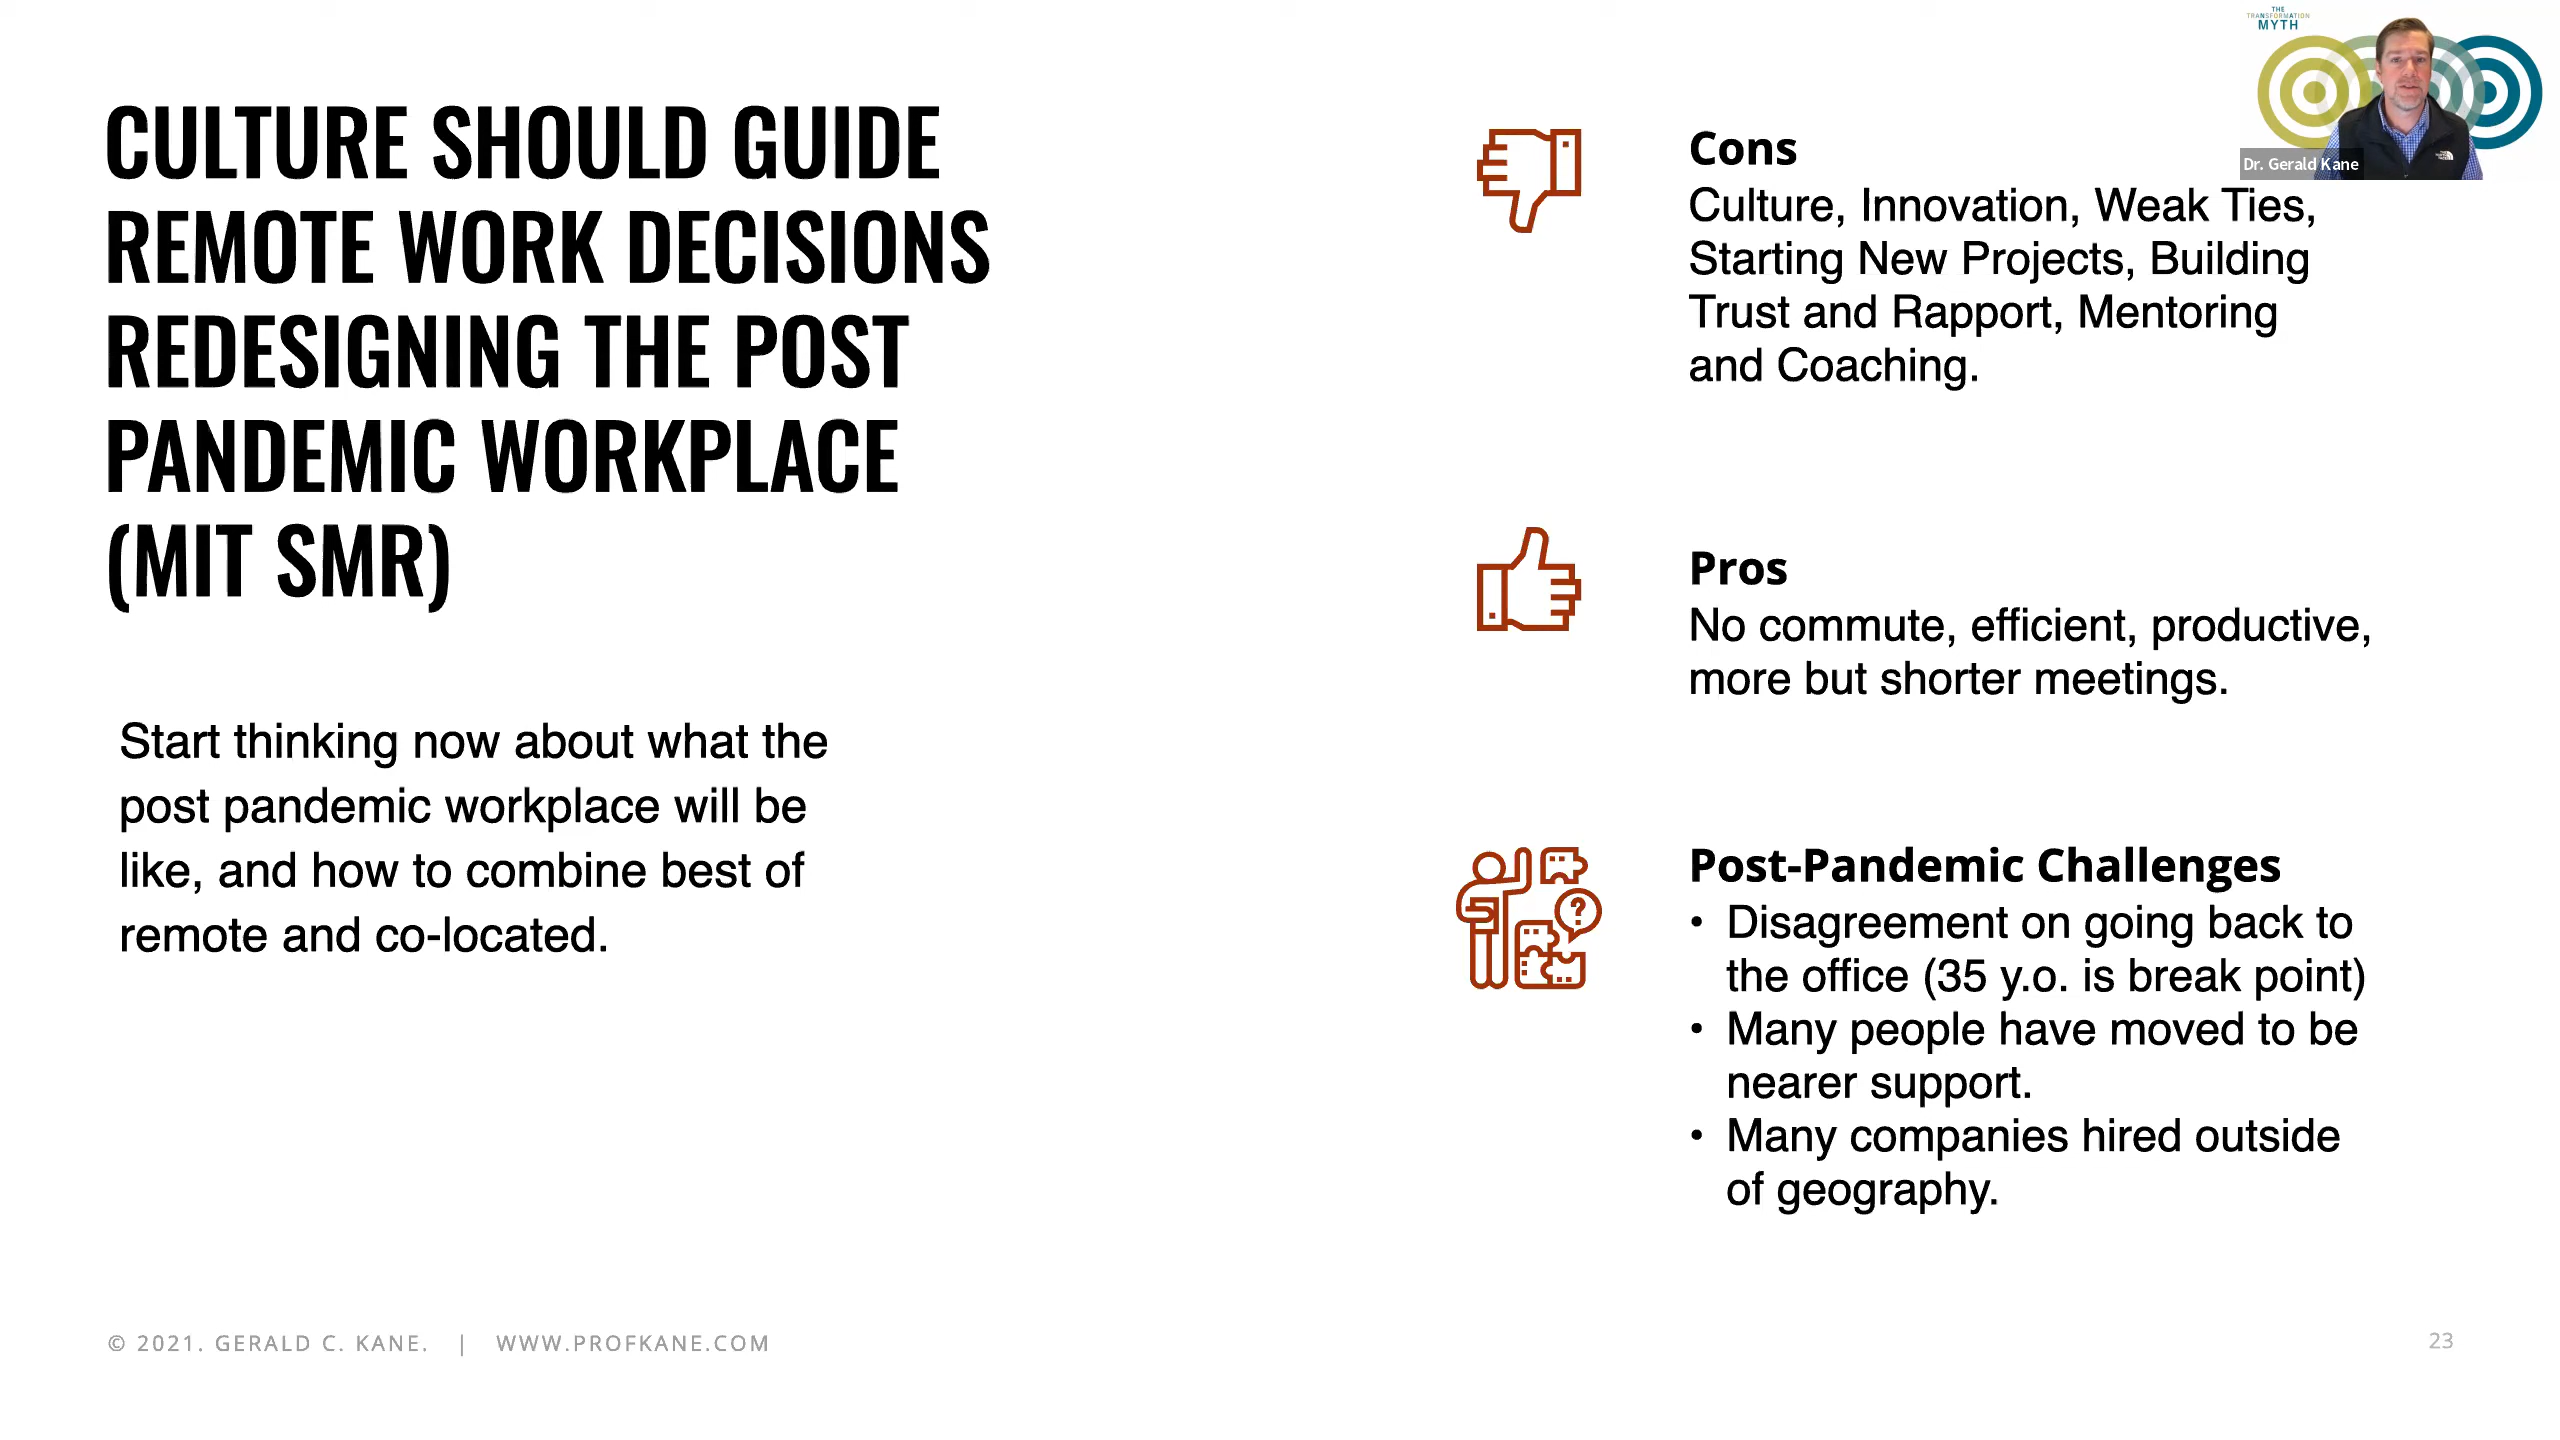 CULTURE SHOULD GUIDE
REMOTE WORK DECISIONS
REDESIGNING THE POST
PANDEMIC WORKPLACE
(MIT SMR)
Start thinking now about what the
post pandemic workplace will be
like, and how to combine best of
remote and co-located.
Cons
Culture, Innovation, Weak Ties,
Starting New Projects, Building
Trust and Rapport, Mentoring
and Coaching.
Pros
No commute, efficient, productive,
more but shorter meetings.
?
Post-Pandemic Challenges
• Disagreement on going back to
the office (35 y.o. is break point)
• Many people have moved to be
nearer support.
• Many companies hired outside
of geography.
THE
TRANSFORMATION
MYTH
Dr. Gerald Kane
© 2021. GERALD C. KANE. | WWW.PROFKANE.COM
23